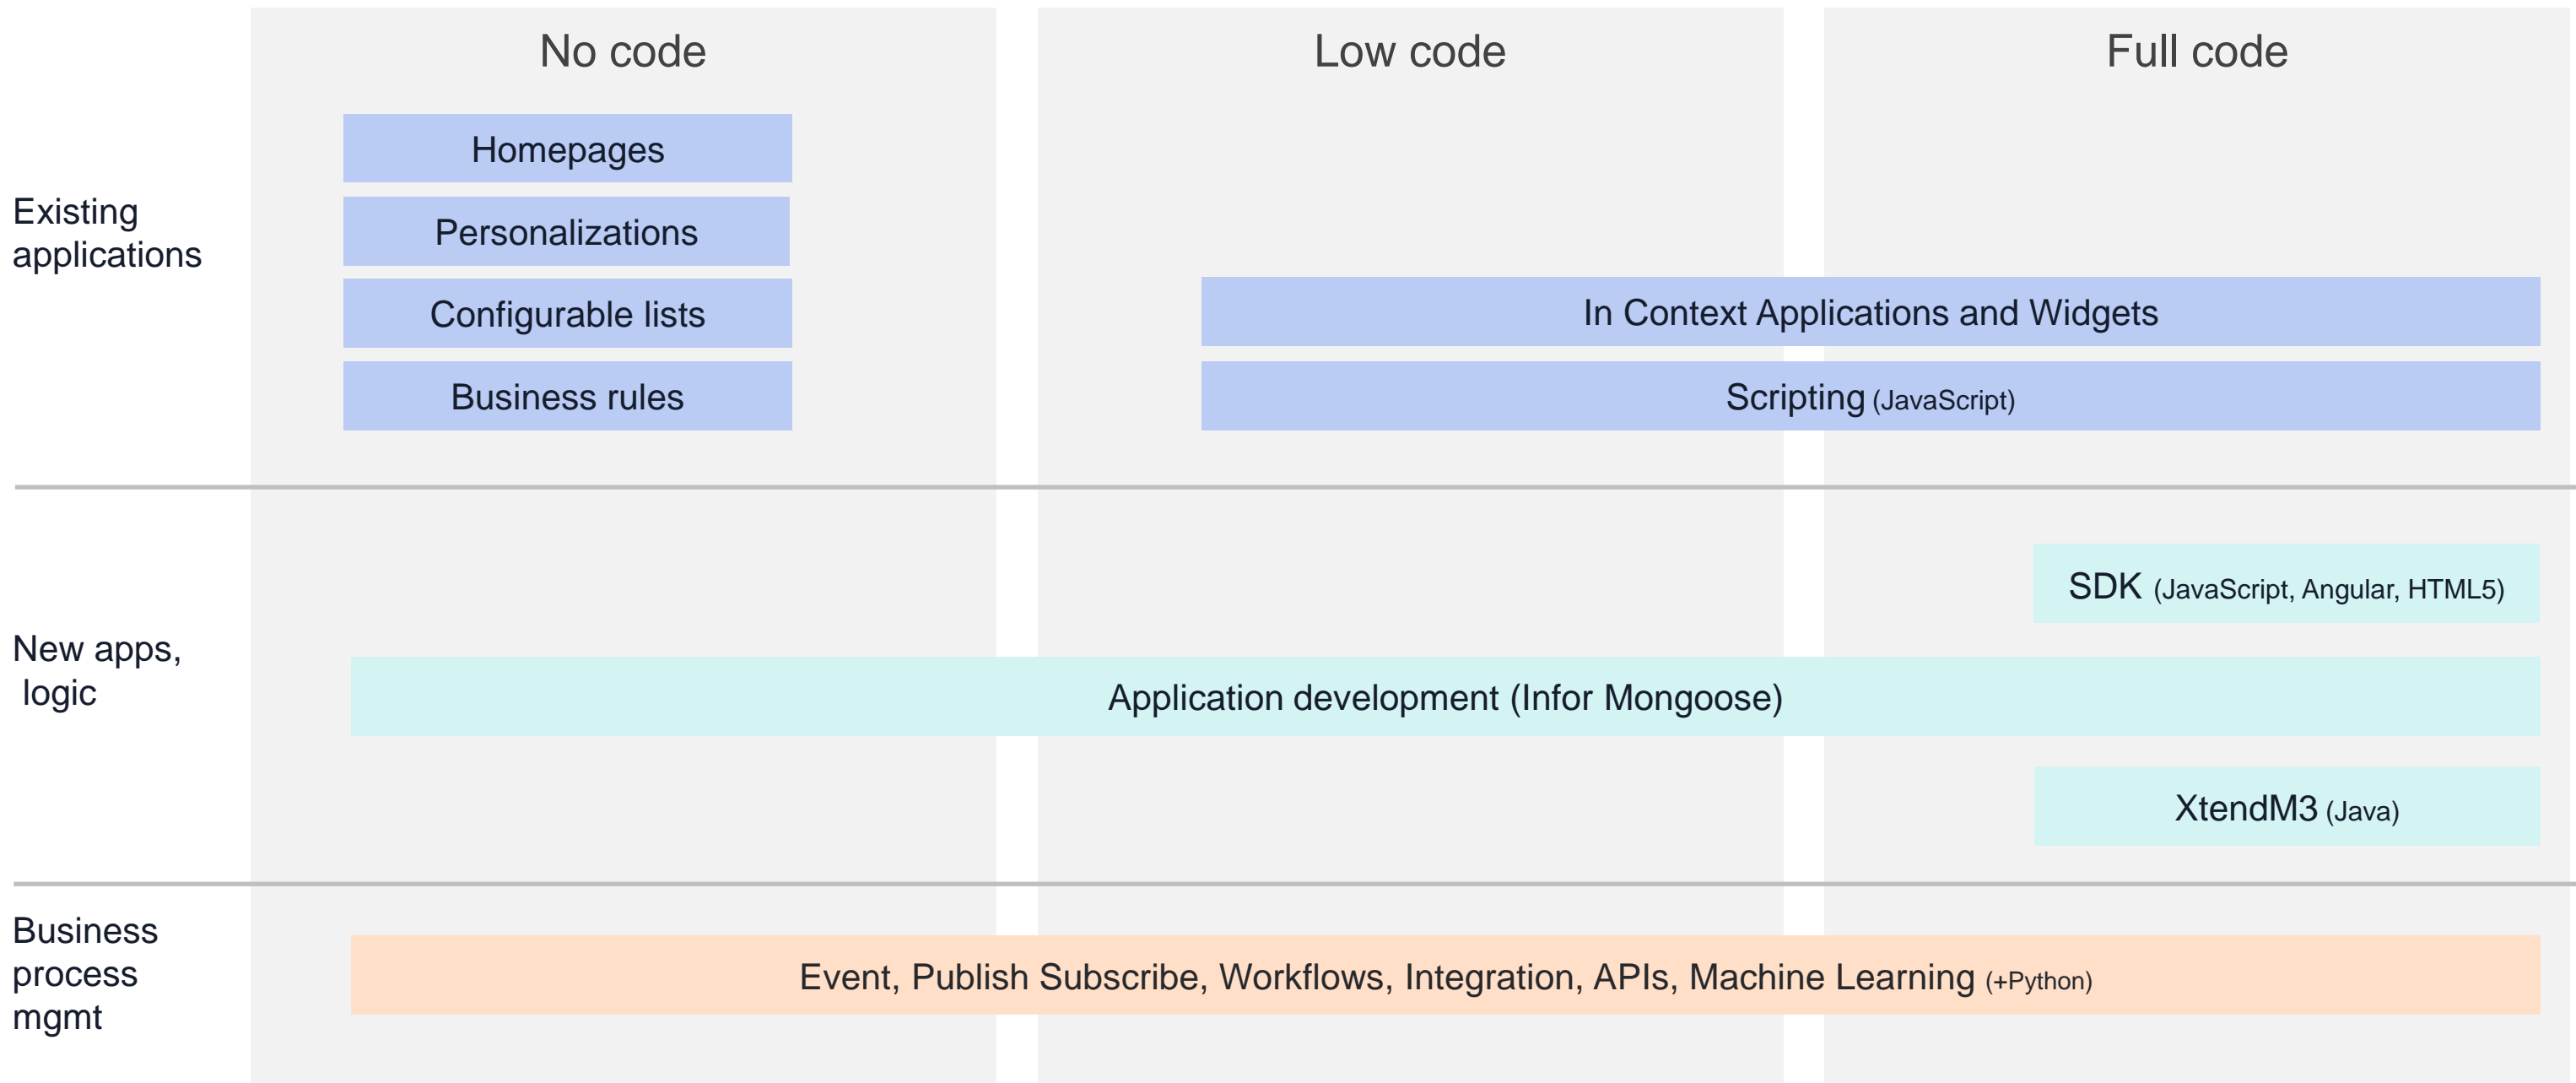 No code
Low code
Full code
Existing
applications
Homepages
Personalizations
Configurable lists
Business rules
In Context Applications and Widgets
Scripting (JavaScript)
New apps,
logic
SDK (JavaScript, Angular, HTML5)
Application development (Infor Mongoose)
XtendM3 (Java)
Business
process
mgmt
Event, Publish Subscribe, Workflows, Integration, APIs, Machine Learning (+Python)